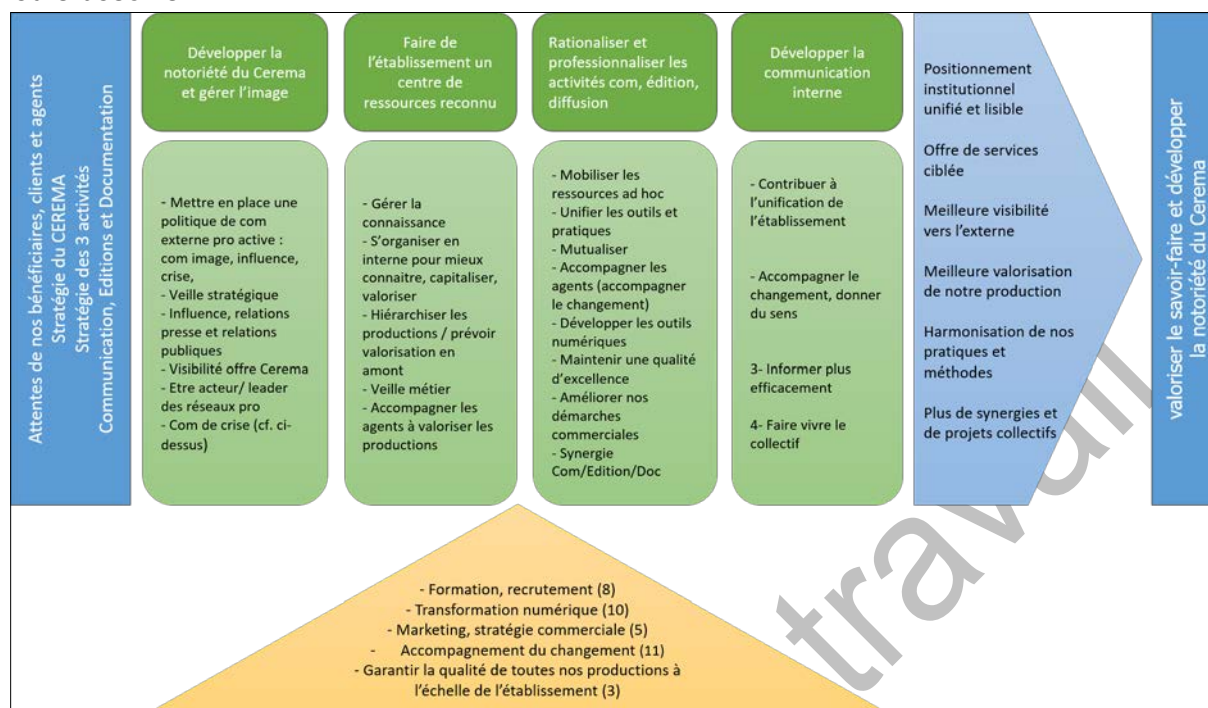 Attentes de nos bénéficiaires, clients et agents
Stratégie du CEREMA
Stratégie des 3 activités
Communication, Editions et Documentation
Développer la
notoriété du Cerema
et gérer l'image
- Mettre en place une
politique de com
externe pro active :
com image, influence,
crise,
- Veille stratégique
- Influence, relations
presse et relations
publiques
- Visibilité offre Cerema
- Etre acteur/ leader
des réseaux pro
- Com de crise (cf. ci-
dessus)
Faire de
l'établissement un
centre de
ressources reconnu
- Gérer la
connaissance
- S'organiser en
interne pour mieux
connaitre, capitaliser,
valoriser
- Hiérarchiser les
productions / prévoir
valorisation en
amont
- Veille métier
- Accompagner les
agents à valoriser les
productions
Rationaliser et
professionnaliser les
activités com, édition,
diffusion
- Mobiliser les
ressources ad hoc
- Unifier les outils et
pratiques
- Mutualiser
- Accompagner les
agents (accompagner
le changement)
- Développer les outils
numériques
- Maintenir une qualité
d'excellence
- Améliorer nos
démarches
commerciales
- Synergie
Com/Edition/Doc
Développer la
communication
interne
- Contribuer à
l'unification de
l'établissement
- Accompagner le
changement, donner
du sens
3- Informer plus
efficacement
4- Faire vivre le
collectif
Positionnement
institutionnel
unifié et lisible
Offre de services
ciblée
Meilleure visibilité
vers l'externe
Meilleure valorisation
de notre production
Harmonisation de nos
pratiques et
méthodes
Plus de synergies et
de projets collectifs
valoriser le savoir-faire et développer
la notoriété du Cerema
- Formation, recrutement (8)
- Transformation numérique (10)
- Marketing, stratégie commerciale (5)
- Accompagnement du changement (11)
- Garantir la qualité de toutes nos productions à
l'échelle de l'établissement (3)
travail